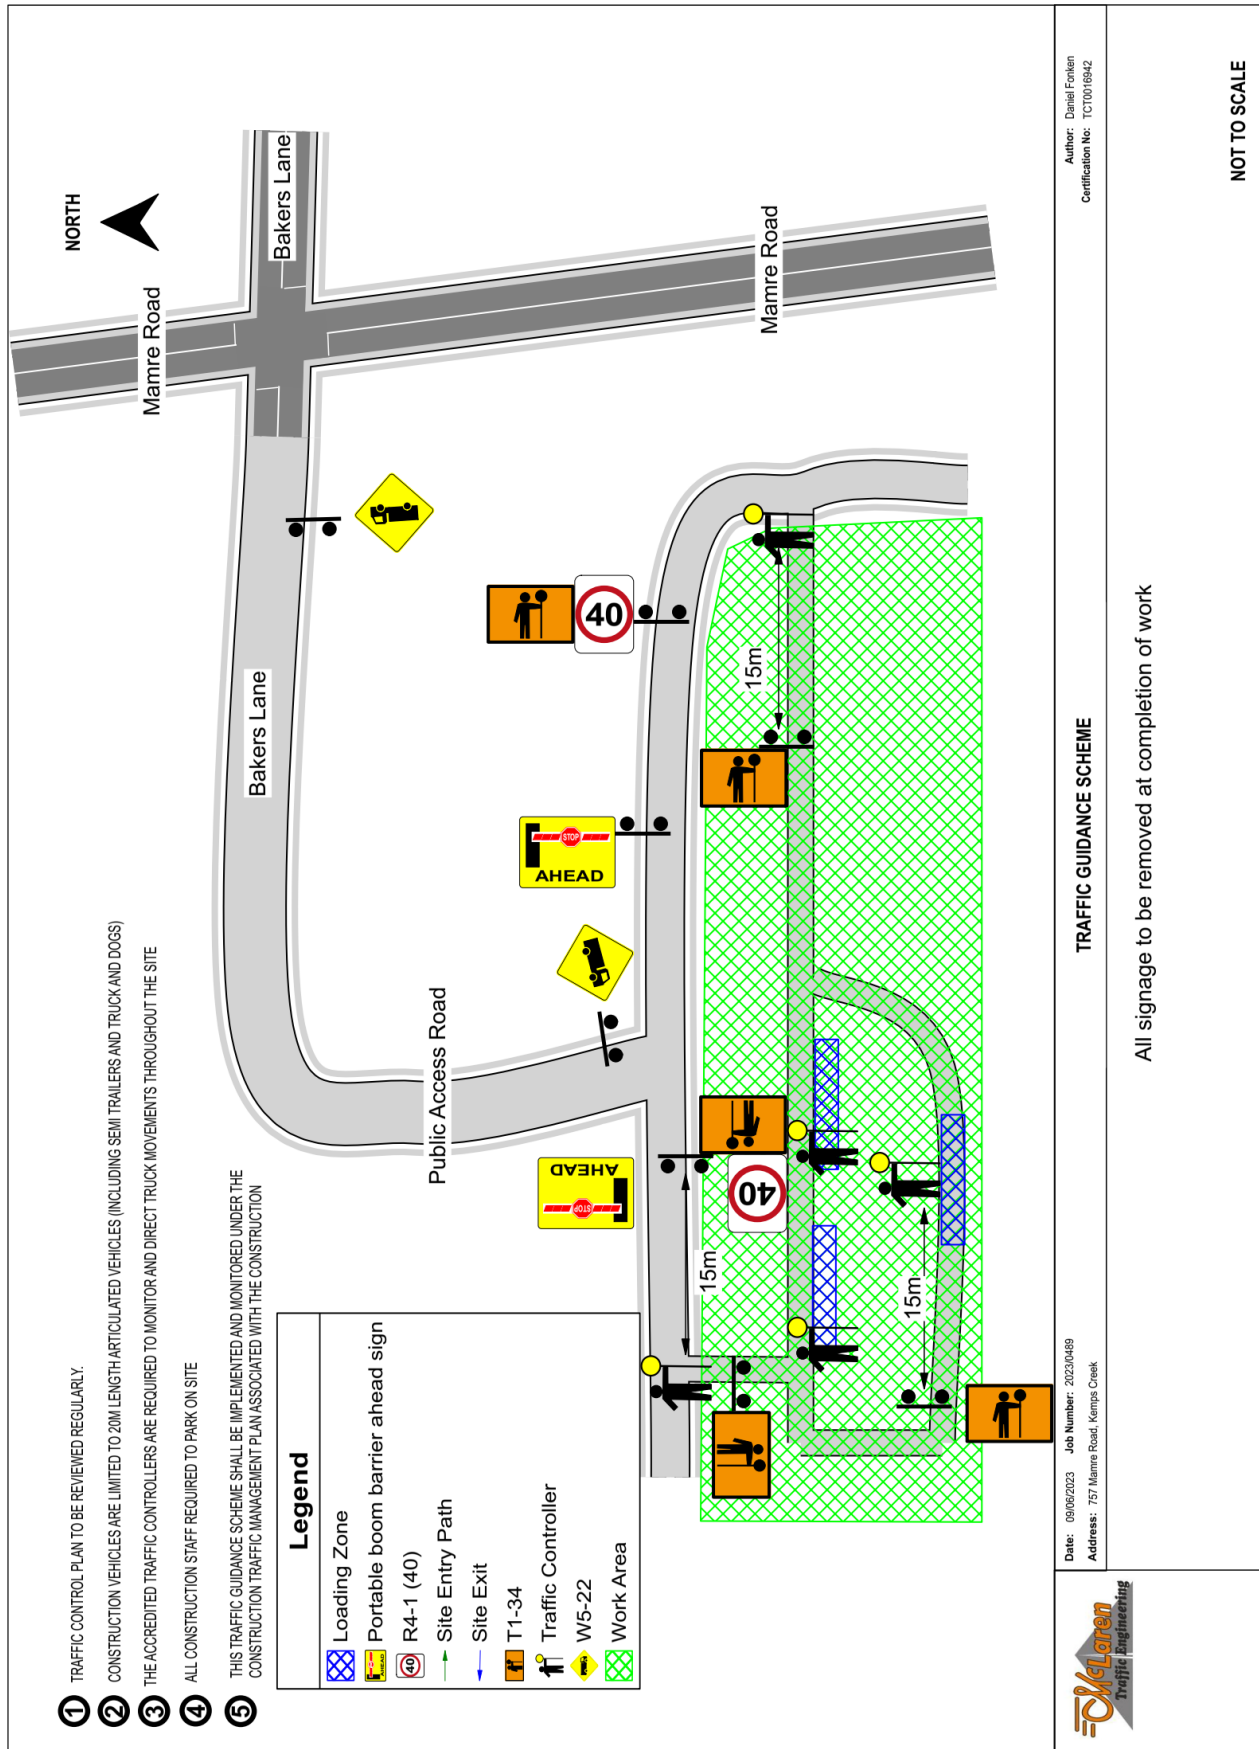 1 TRAFFIC CONTROL PLAN TO BE REVIEWED REGULARLY.
2 CONSTRUCTION VEHICLES ARE LIMITED TO 20M LENGTH ARTICULATED VEHICLES (INCLUDING SEMI TRAILERS AND TRUCK AND DOGS)
3 THE ACCREDITED TRAFFIC CONTROLLERS ARE REQUIRED TO MONITOR AND DIRECT TRUCK MOVEMENTS THROUGHOUT THE SITE
4 ALL CONSTRUCTION STAFF REQUIRED TO PARK ON SITE
5 THIS TRAFFIC GUIDANCE SCHEME SHALL BE IMPLEMENTED AND MONITORED UNDER THE
CONSTRUCTION TRAFFIC MANAGEMENT PLAN ASSOCIATED WITH THE CONSTRUCTION
NORTH
Mamre Road
Bakers Lane
Bakers Lane
Mamre Road
Public Access Road
STOP
AHEAD
40
STOP
AHEAD
40
15m
15m
15m
Legend
Loading Zone
AHEAD
Portable boom barrier ahead sign
40
R4-1 (40)
Site Entry Path
Site Exit
T1-34
Traffic Controller
W5-22
Work Area
McLaren
Traffic Engineering
Date: 09/06/2023 Job Number: 2023/0489
Address: 757 Mamre Road, Kemps Creek
TRAFFIC GUIDANCE SCHEME
Author: Daniel Fonken
Certification No: TCT0016942
All signage to be removed at completion of work
NOT TO SCALE